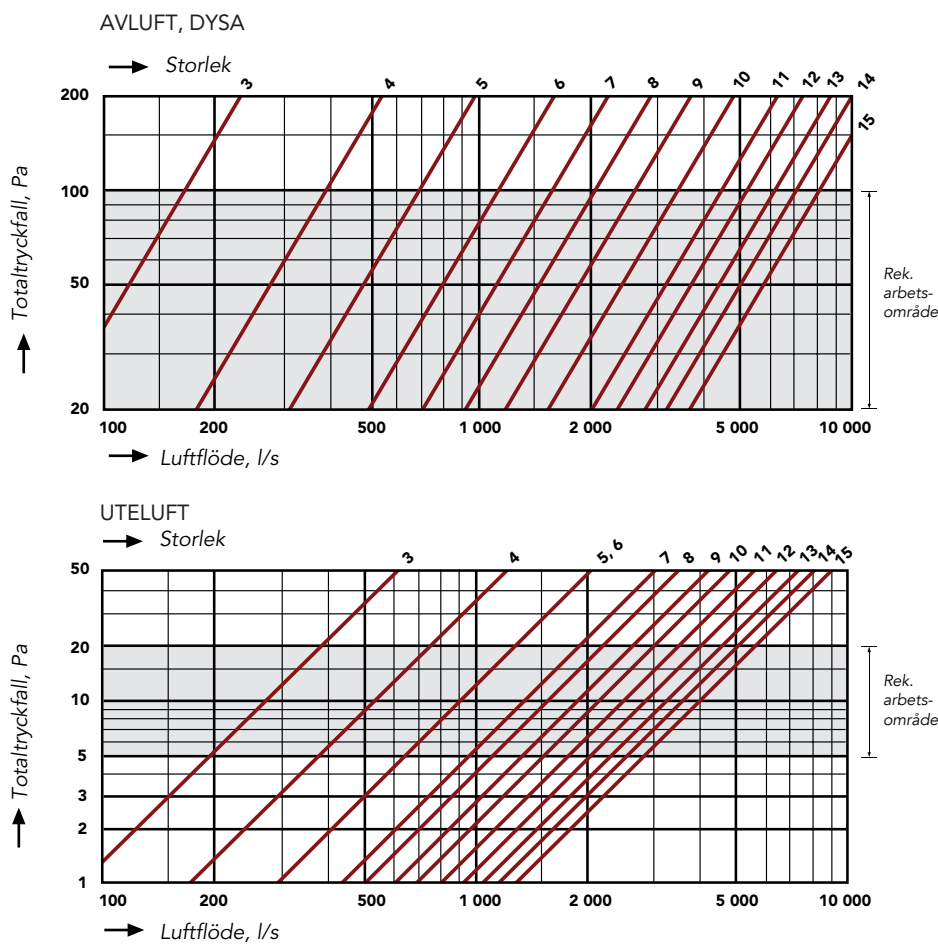 AVLUFT, DYSA
Storlek
3 4 5 6 7 8 9 10 11 12 13 14
15
200
100
50
20
Totaltryckfall, Pa
Rek.
arbets-
område
100 200 500 1 000 2 000 5 000 10 000
Luftflöde, l/s
UTELUFT
Storlek
3 4 5, 6 7 8 9 10 11 12 13 14 15
50
20
10
5
3
2
1
Totaltryckfall, Pa
Rek.
arbets-
område
100 200 500 1 000 2 000 5 000 10 000
Luftflöde, l/s